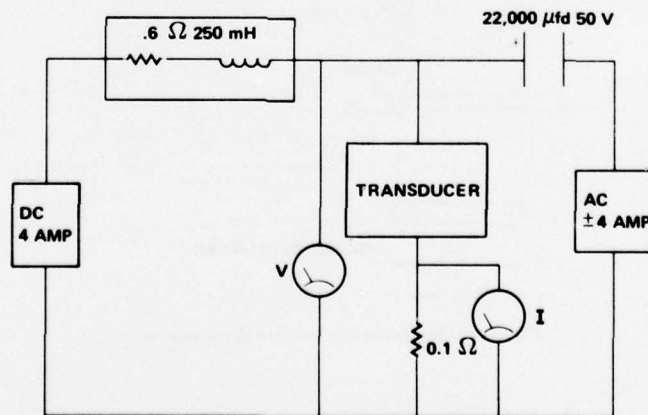 .6 Ω 250 mH
22,000 μfd 50 V
TRANSDUCER
DC
4 AMP
AC
±4 AMP
V
I
0.1 Ω